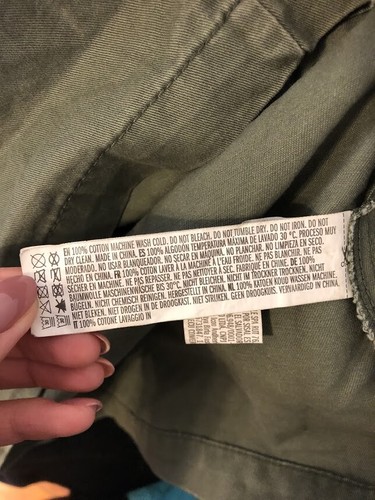 EN 100% COTTON MACHINE WASH COLD. DO NOT BLEACH. DO NOT TUMBLE DRY. DO NOT IRON. DO NOT
DRY CLEAN. MADE IN CHINA. ES 100% ALGODON TEMPERATURA MÁXIMA DE LAVADO 30 °C. PROCESO MUY
MODERADO. NO USAR BLANQUEADOR. NO SECAR EN MAQUINA. NO PLANCHAR. NO LIMPIEZA EN SECO.
HECHO EN CHINA. FR 100% COTON LAVER À LA MACHINE À L'EAU FROIDE. NE PAS BLANCHIR. NE PAS
SÉCHER EN MACHINE. NE PAS REPASSER. NE PAS NETTOYER À SEC. FABRIQUÉ EN CHINE. DE 100%
BAUMWOLLE MASCHINENWÄSCHE BIS 30°C. NICHT BLEICHEN. NICHT IM TROCKNER TROCKNEN. NICHT
BÜGELN. NICHT CHEMISCH REINIGEN. HERGESTELLT IN CHINA. NL 100% KATOEN KOUD WASSEN MACHINE.
NIET BLEKEN. NIET DROGEN IN DE DROOGKAST. NIET STRIJKEN. GEEN DROOGKUIS. VERVAARDIGD IN CHINA.
IT 100% COTONE LAVAGGIO IN